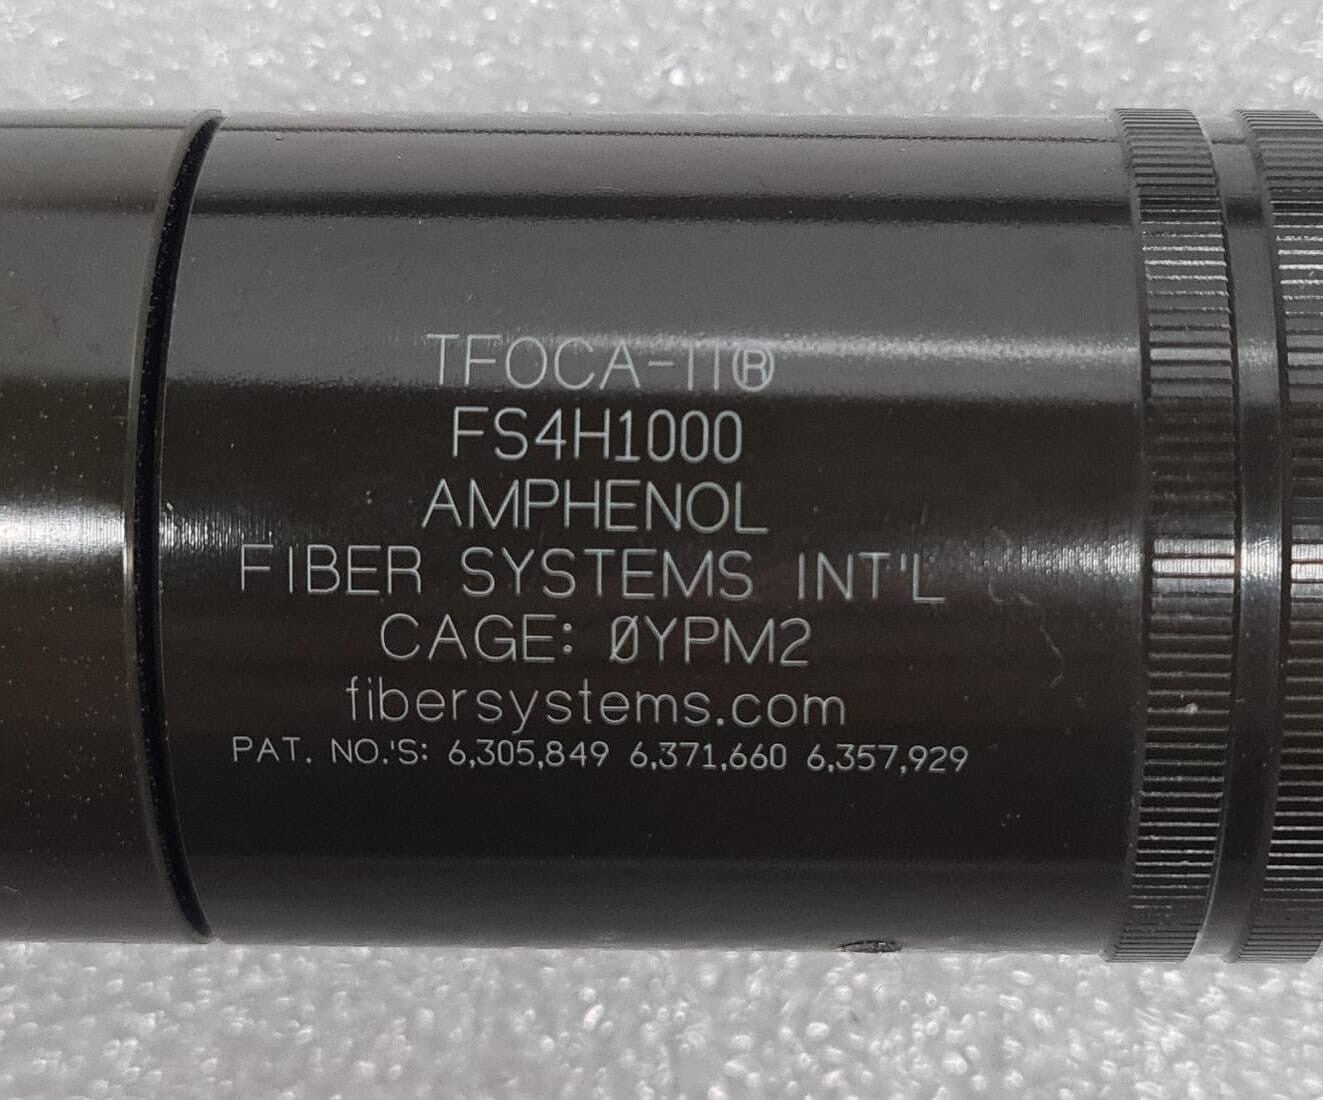 TFOCA-II®
FS4H1000
AMPHENOL
FIBER SYSTEMS INT'L
CAGE: ØYPM2
fibersystems.com
PAT. NO.'S: 6,305,849 6,371,660 6,357,929